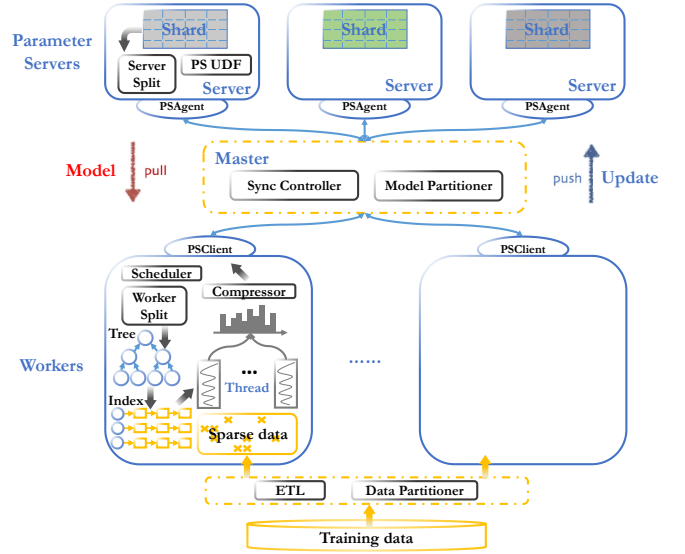 Parameter
Servers
Shard
Server
Split
PS UDF
Server
PSAgent
Shard
Server
PSAgent
Shard
Server
PSAgent
Model
pull
Master
Sync Controller
Model Partitioner
push
Update
Workers
PSClient
Scheduler
Worker
Split
Compressor
Tree
...
Thread
Index
Sparse data
......
PSClient
ETL
Data Partitioner
Training data